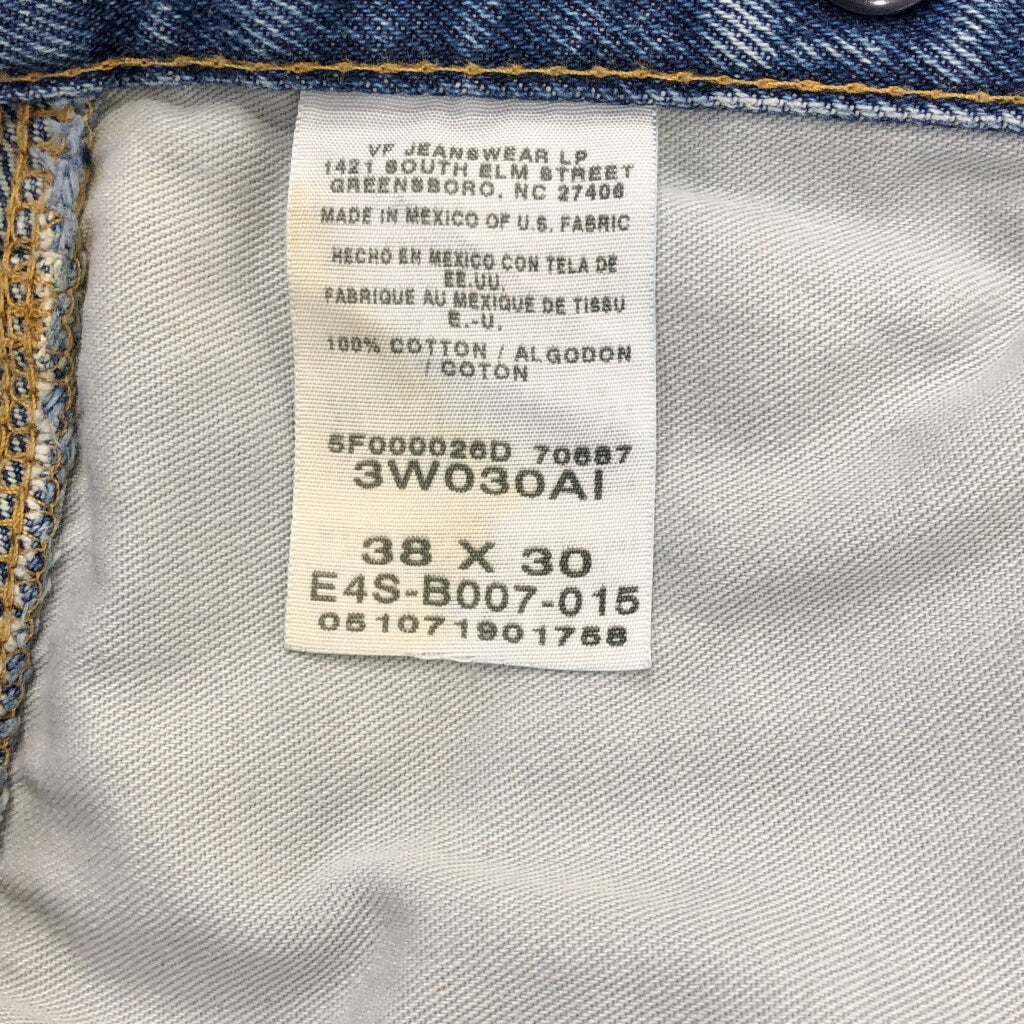 VF JEANSWEAR LP
1421 SOUTH ELM STREET
GREENSBORO, NC 27406
MADE IN MEXICO OF U.S. FABRIC
HECHO EN MEXICO CON TELA DE
EE.UU.
FABRIQUE AU MEXIQUE DE TISSU
E.-U.
100% COTTON / ALGODON
/ COTON
5F000026D 70887
3W030AI
38 X 30
E4S-B007-015
051071901758